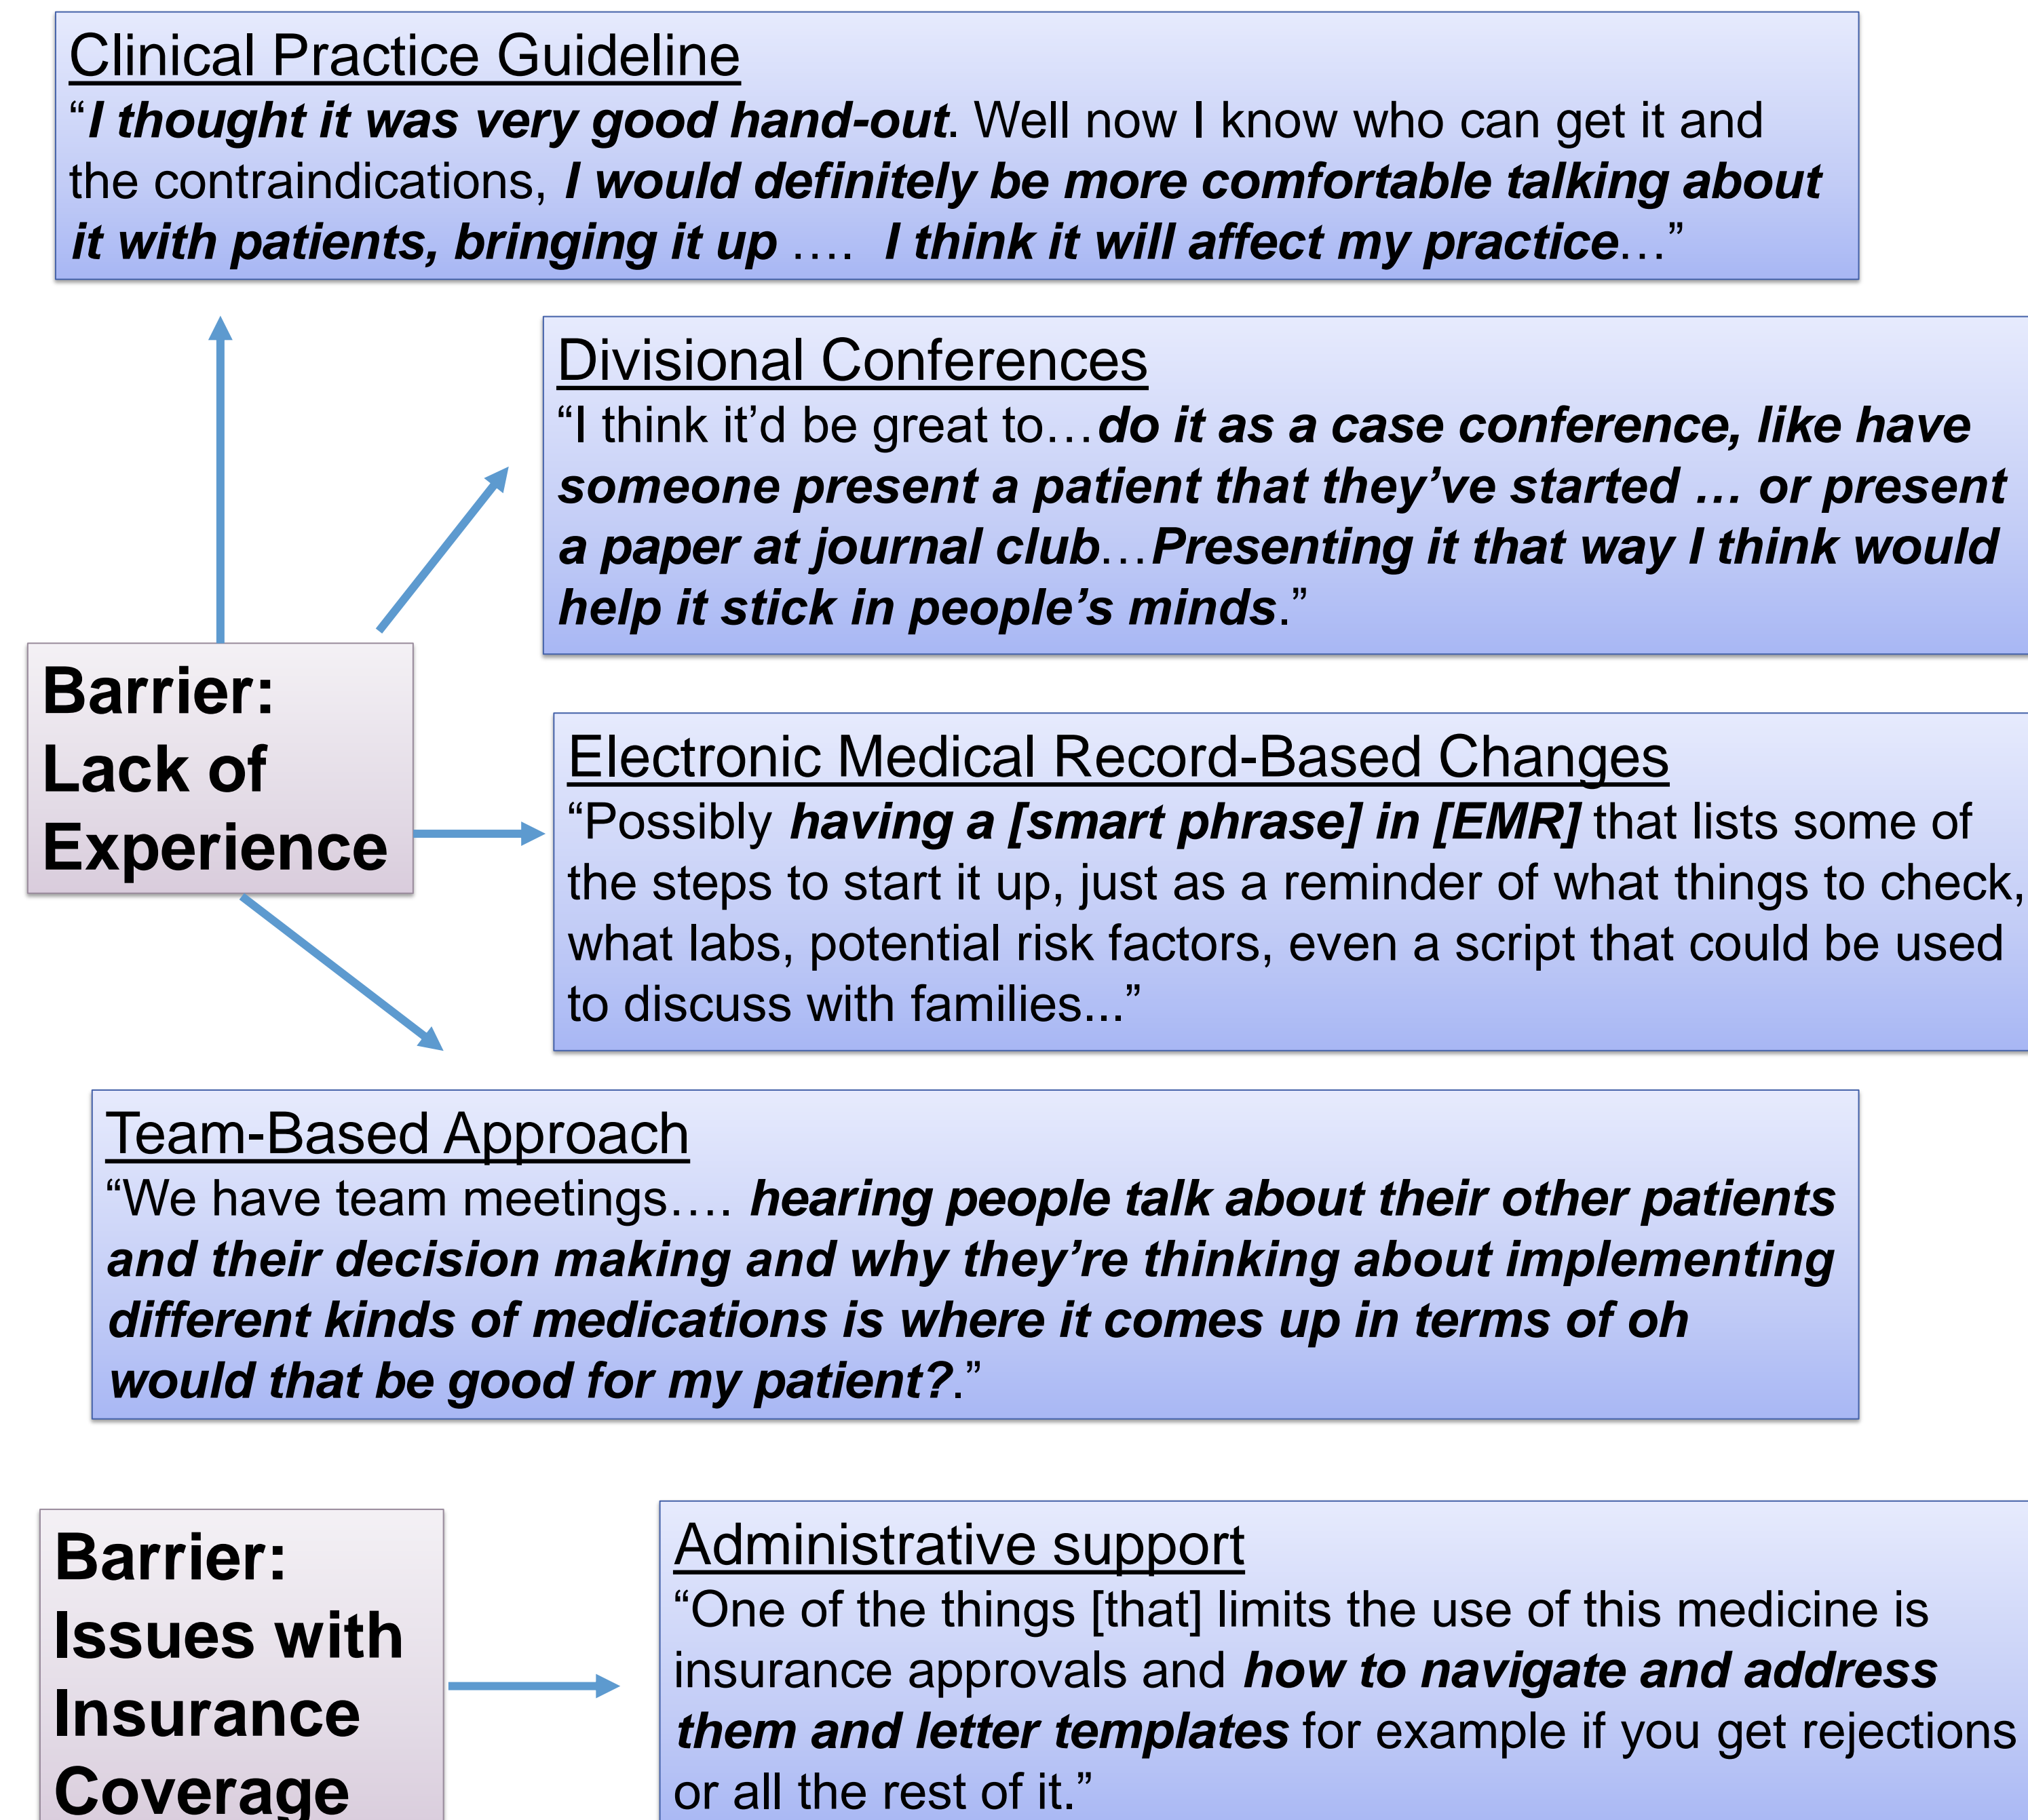 Clinical Practice Guideline
“I thought it was very good hand-out. Well now I know who can get it and
the contraindications, I would definitely be more comfortable talking about
it with patients, bringing it up …. I think it will affect my practice…”
Divisional Conferences
“I think it’d be great to…do it as a case conference, like have
someone present a patient that they’ve started … or present
a paper at journal club…Presenting it that way I think would
help it stick in people’s minds.”
Barrier:
Lack of
Experience
Electronic Medical Record-Based Changes
“Possibly having a [smart phrase] in [EMR] that lists some of
the steps to start it up, just as a reminder of what things to check,
what labs, potential risk factors, even a script that could be used
to discuss with families...”
Team-Based Approach
“We have team meetings…. hearing people talk about their other patients
and their decision making and why they’re thinking about implementing
different kinds of medications is where it comes up in terms of oh
would that be good for my patient?.”
Barrier:
Issues with
Insurance
Coverage
Administrative support
“One of the things [that] limits the use of this medicine is
insurance approvals and how to navigate and address
them and letter templates for example if you get rejections
or all the rest of it.”